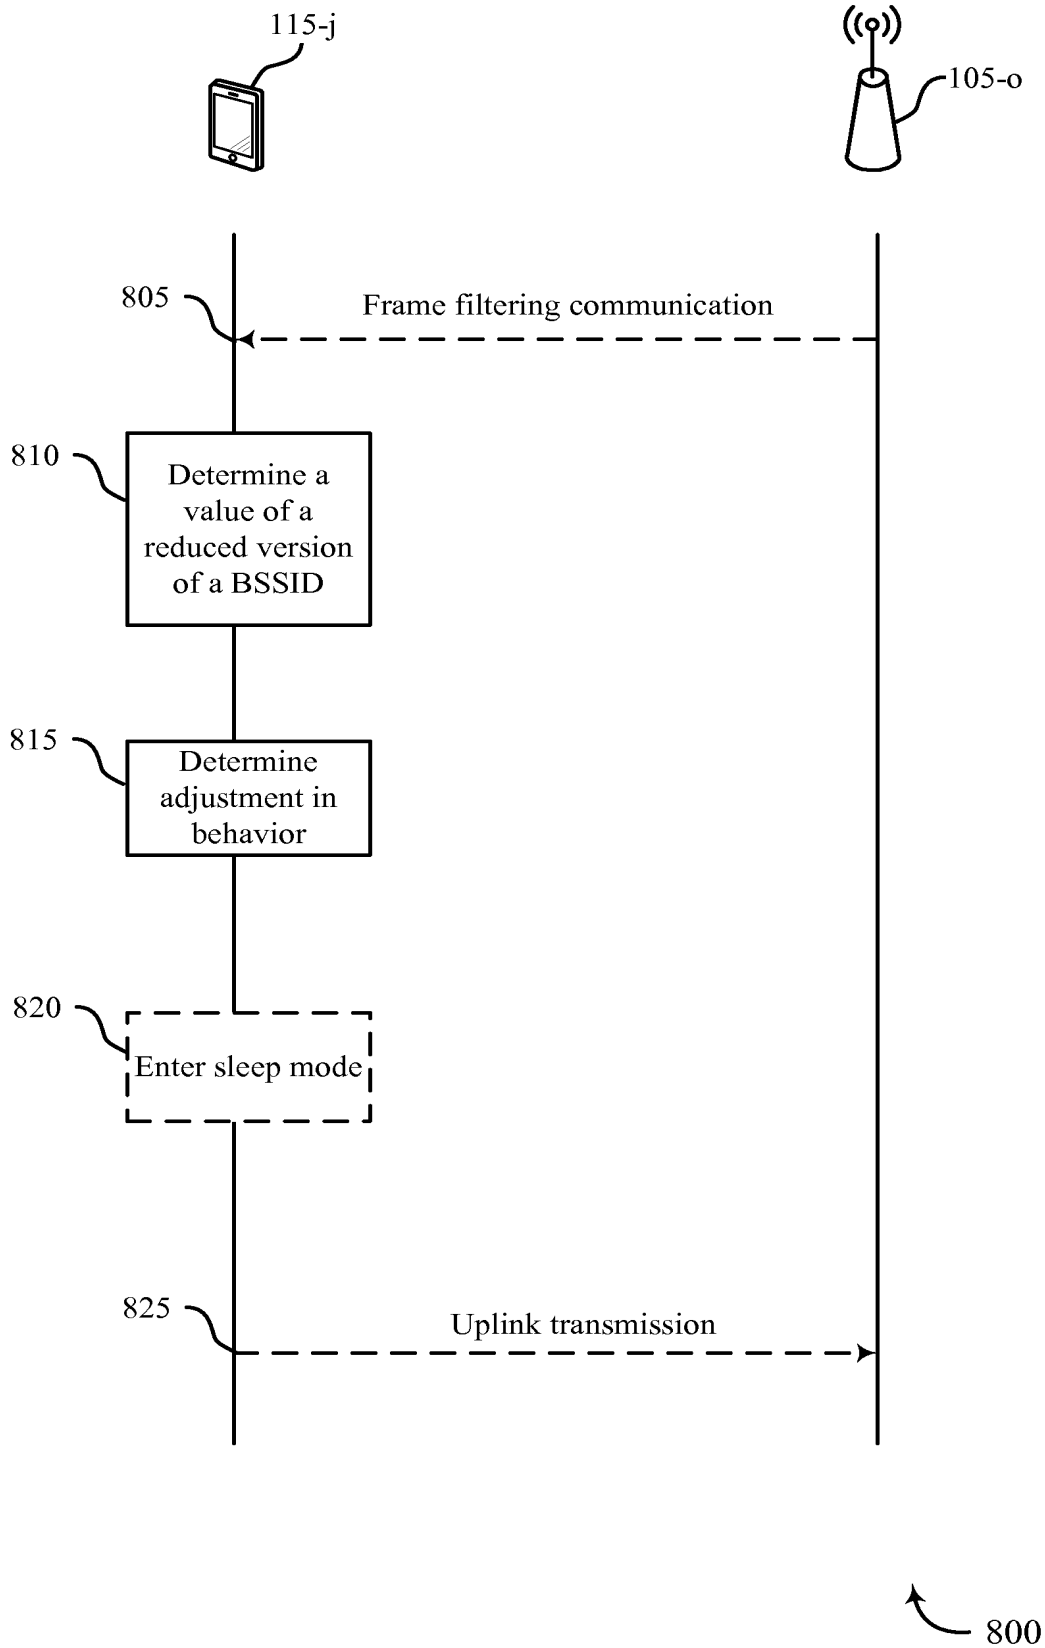 115-j
105-o
805
Frame filtering communication
810
Determine a
value of a
reduced version
of a BSSID
815
Determine
adjustment in
behavior
820
Enter sleep mode
825
Uplink transmission
800